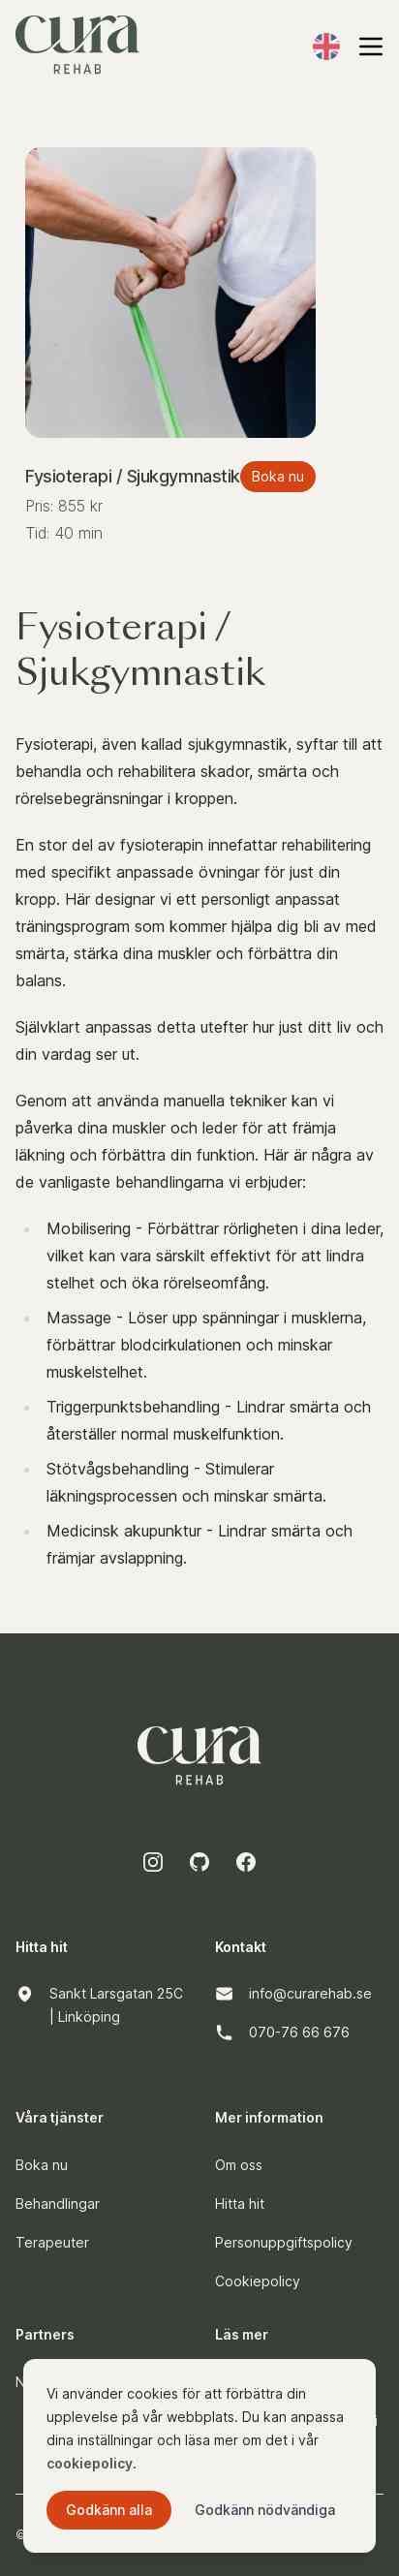 cura
REHAB
Fysioterapi / Sjukgymnastik
Boka nu
Pris: 855 kr
Tid: 40 min
Fysioterapi /
Sjukgymnastik
Fysioterapi, även kallad sjukgymnastik, syftar till att
behandla och rehabilitera skador, smärta och
rörelsebegränsningar i kroppen.
En stor del av fysioterapin innefattar rehabilitering
med specifikt anpassade övningar för just din
kropp. Här designar vi ett personligt anpassat
träningsprogram som kommer hjälpa dig bli av med
smärta, stärka dina muskler och förbättra din
balans.
Självklart anpassas detta utefter hur just ditt liv och
din vardag ser ut.
Genom att använda manuella tekniker kan vi
påverka dina muskler och leder för att främja
läkning och förbättra din funktion. Här är några av
de vanligaste behandlingarna vi erbjuder:
Mobilisering - Förbättrar rörligheten i dina leder,
vilket kan vara särskilt effektivt för att lindra
stelhet och öka rörelseomfång.
Massage - Löser upp spänningar i musklerna,
förbättrar blodcirkulationen och minskar
muskelstelhet.
Triggerpunktsbehandling - Lindrar smärta och
återställer normal muskelfunktion.
Stötvågsbehandling - Stimulerar
läkningsprocessen och minskar smärta.
Medicinsk akupunktur - Lindrar smärta och
främjar avslappning.
cura
REHAB
Hitta hit
Kontakt
Sankt Larsgatan 25C
| Linköping
info@curarehab.se
070-76 66 676
Våra tjänster
Mer information
Boka nu
Om oss
Behandlingar
Hitta hit
Terapeuter
Personuppgiftspolicy
Cookiepolicy
Partners
Läs mer
Vi använder cookies för att förbättra din
upplevelse på vår webbplats. Du kan anpassa
dina inställningar och läsa mer om det i vår
cookiepolicy.
Godkänn alla
Godkänn nödvändiga
©